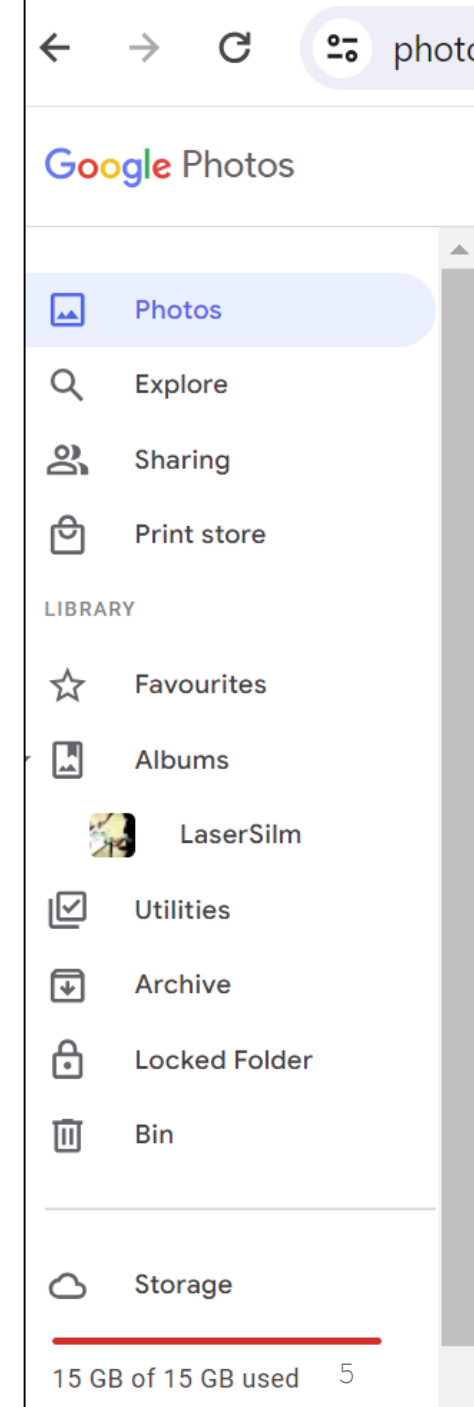 photo
Google Photos
Photos
Explore
Sharing
Print store
LIBRARY
Favourites
Albums
LaserSilm
Utilities
Archive
Locked Folder
Bin
Storage
15 GB of 15 GB used 5